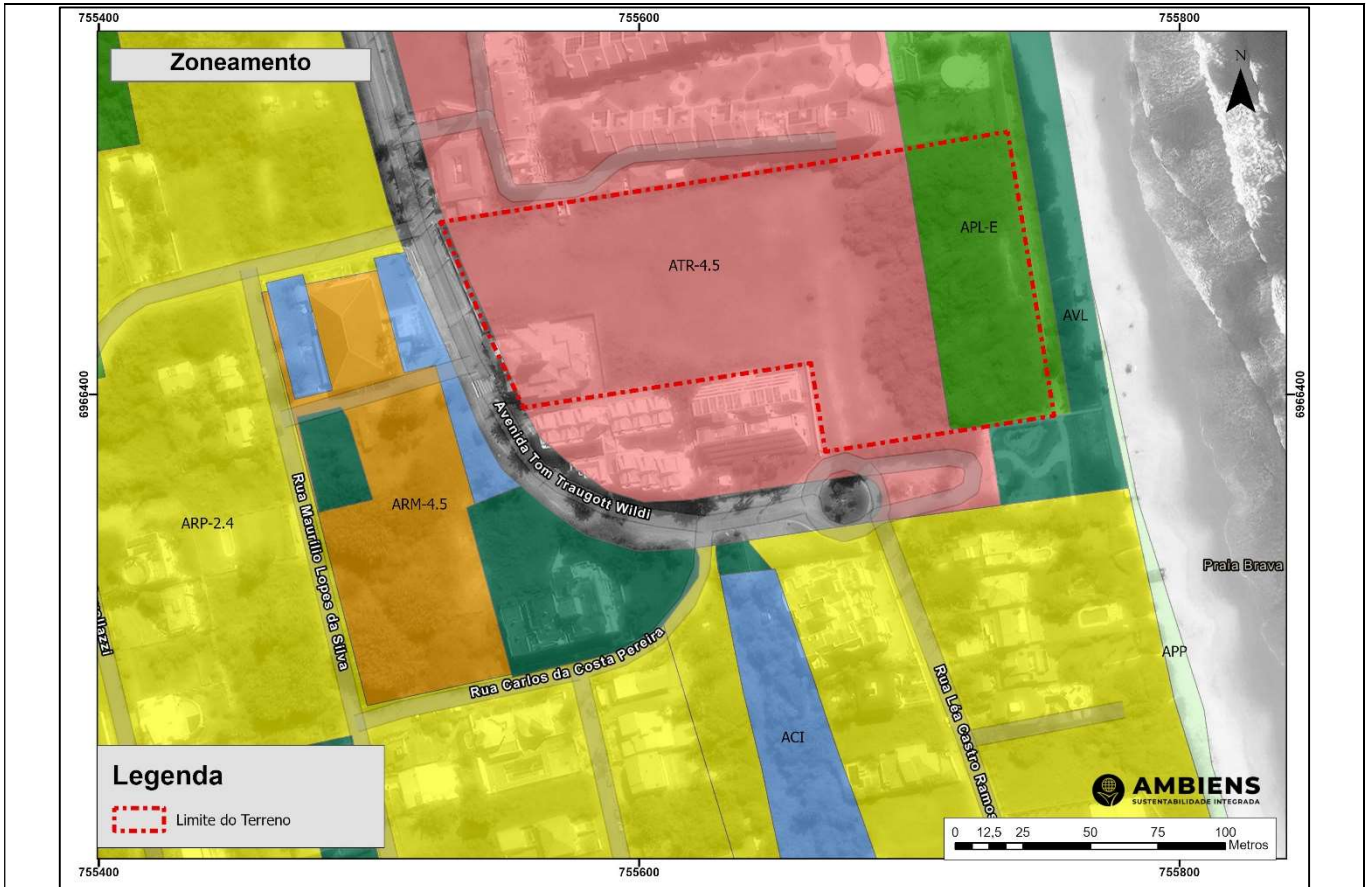 755400
755600
755800
Zoneamento
N
ATR-4.5
APL-E
AVL
6966400
6966400
Avenida Tom Traugott Wildi
ARP-2.4
Rua Maurílio Lopes da Silva
ARM-4.5
Praia Brava
ollazzi
APP
Rua Carlos da Costa Pereira
Rua Léa Castro Ramos
ACI
Legenda
Limite do Terreno
AMBIENS
SUSTENTABILIDADE INTEGRADA
0 12,5 25 50 75 100
Metros
755400
755600
755800